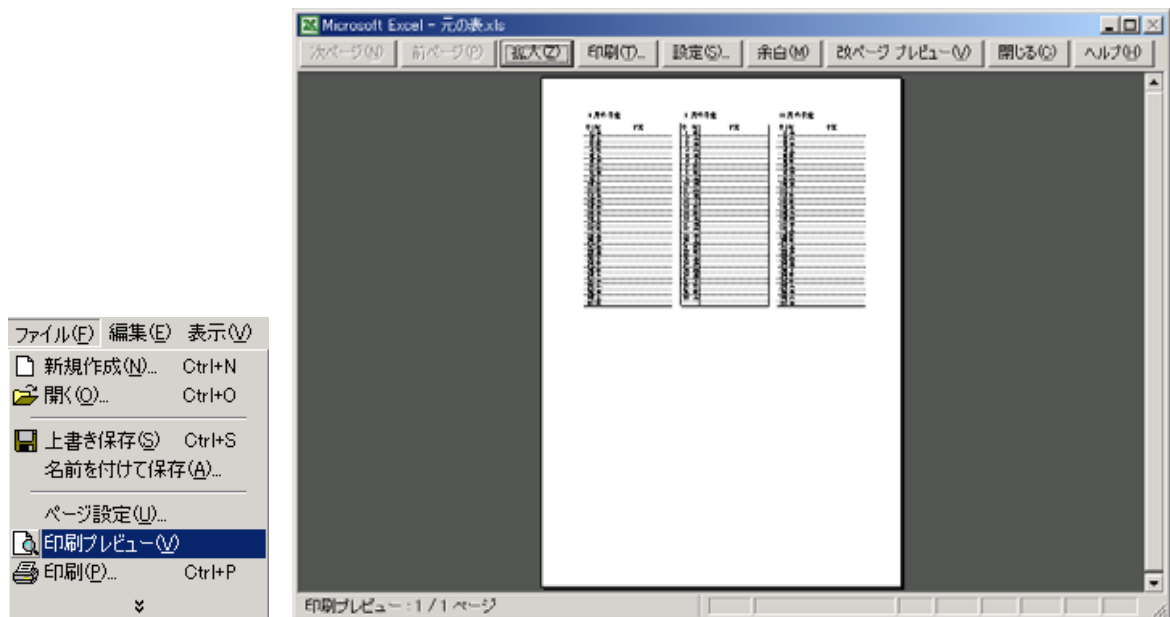 ファイル(F) 編集(E) 表示(V)
新規作成(N)... Ctrl+N
開く(O)... Ctrl+O
上書き保存(S) Ctrl+S
名前を付けて保存(A)...
ページ設定(U)...
印刷プレビュー(V)
印刷(P)... Ctrl+P
Microsoft Excel - 元の表.xls
次ページ(N) 前ページ(P) 拡大(Z) 印刷(T)... 設定(S)... 余白(M) 改ページ プレビュー(V) 閉じる(C) ヘルプ(H)
印刷プレビュー : 1 / 1 ページ